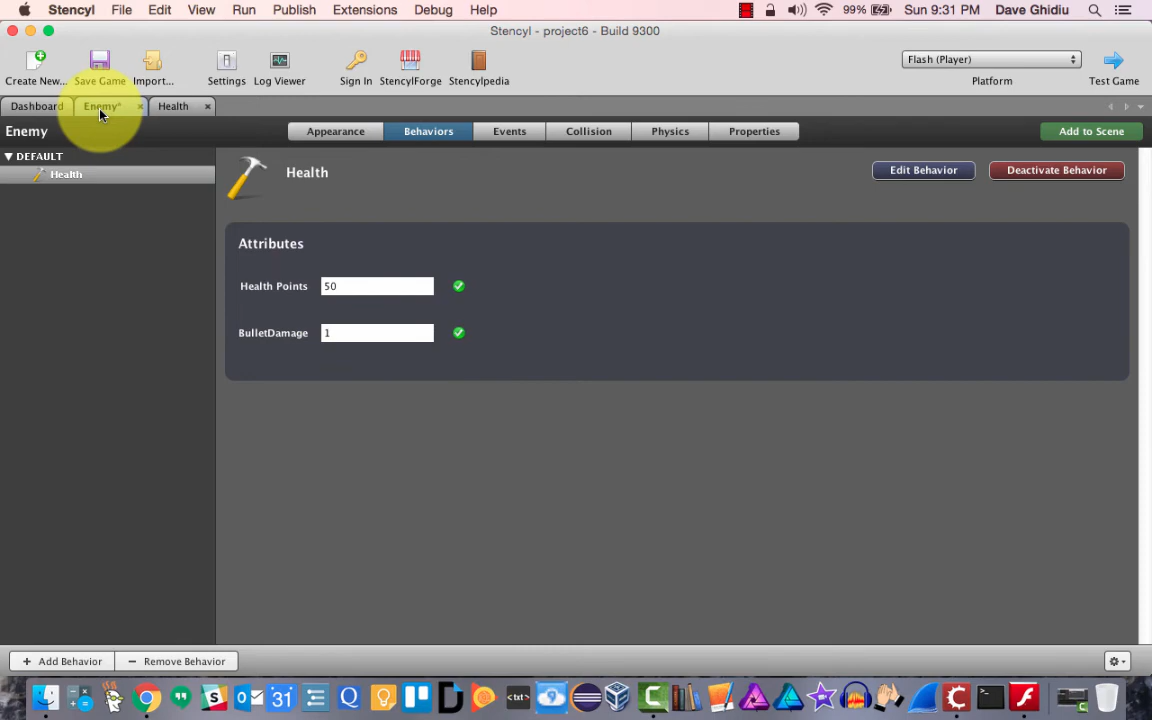 Stencyl File Edit View Run Publish Extensions Debug Help 99% Sun 9:31 PM Dave Ghidiu
Stencyl - project6 - Build 9300
Create New... Save Game Import... Settings Log Viewer Sign In StencylForge Stencylpedia Flash (Player) Platform Test Game
Dashboard Enemy* Health
Enemy Appearance Behaviors Events Collision Physics Properties Add to Scene
DEFAULT
Health
Health Edit Behavior Deactivate Behavior
Attributes
Health Points 50
BulletDamage 1
+ Add Behavior − Remove Behavior
31 <txt> 9